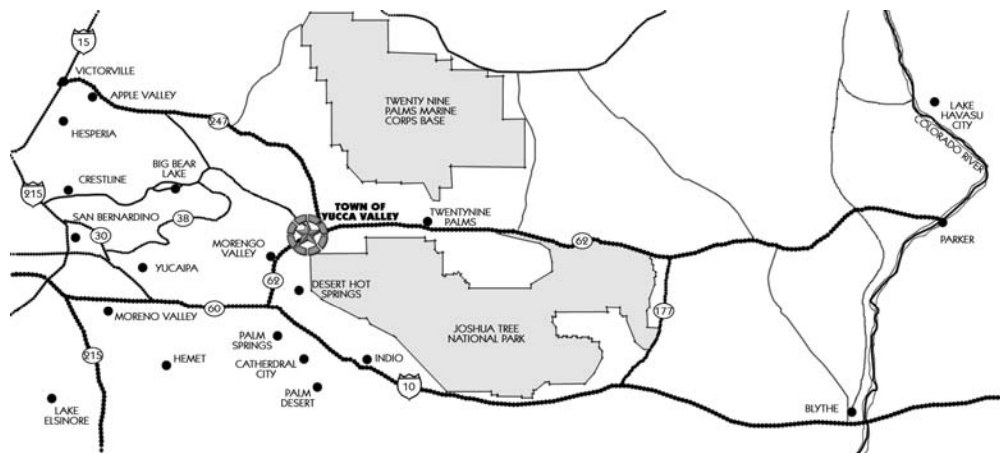 15
VICTORVILLE
APPLE VALLEY
HESPERIA
247
TWENTY NINE
PALMS MARINE
CORPS BASE
LAKE
HAVASU
CITY
COLORADO RIVER
BIG BEAR
LAKE
CRESTLINE
215
38
SAN BERNARDINO
30
TOWN OF
YUCCA VALLEY
TWENTYNINE
PALMS
62
PARKER
MORENGO
VALLEY
YUCAIPA
62
DESERT HOT
SPRINGS
60
177
MORENO VALLEY
JOSHUA TREE
NATIONAL PARK
PALM
SPRINGS
215
HEMET
CATHERDRAL
CITY
INDIO
PALM
DESERT
10
LAKE
ELSINORE
BLYTHE